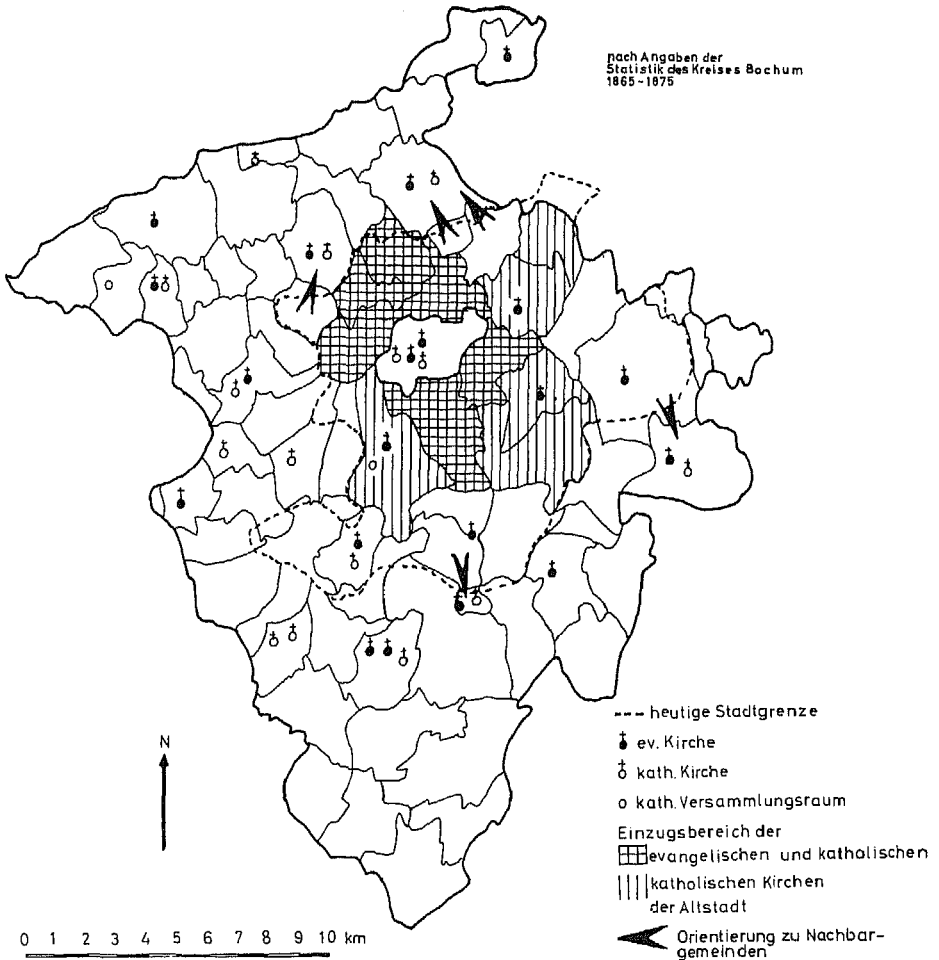 nach Angaben der
Statistik des Kreises Bochum
1865-1875
--- heutige Stadtgrenze
ev. Kirche
kath. Kirche
kath. Versammlungsraum
Einzugsbereich der
evangelischen und katholischen
katholischen Kirchen
der Altstadt
Orientierung zu Nachbar-
gemeinden
N
0 1 2 3 4 5 6 7 8 9 10 km